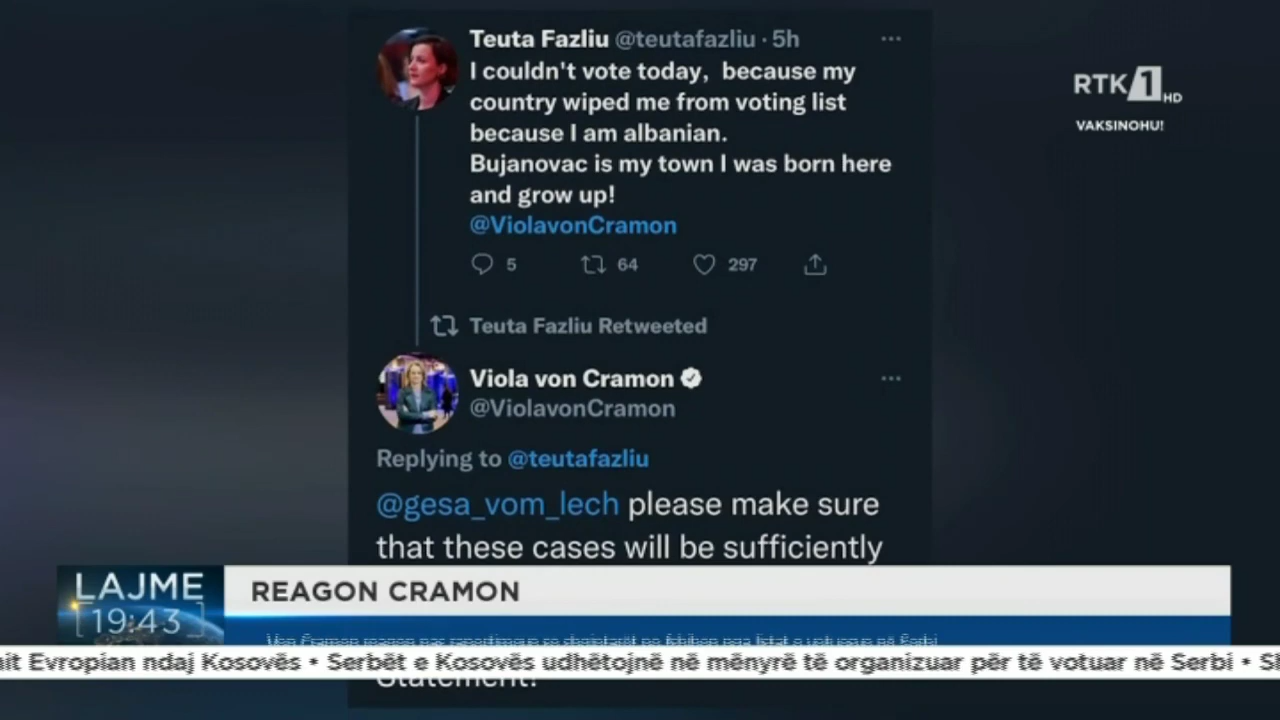 Teuta Fazliu @teutafazliu · 5h
I couldn't vote today, because my
country wiped me from voting list
because I am albanian.
Bujanovac is my town I was born here
and grow up!
@ViolavonCramon
5 64 297
Teuta Fazliu Retweeted
Viola von Cramon
@ViolavonCramon
Replying to @teutafazliu
@gesa_vom_lech please make sure
that these cases will be sufficiently
RTK 1 HD
VAKSINOHU!
LAJME
19:43
REAGON CRAMON
Evropian ndaj Kosovës • Serbët e Kosovës udhëtojnë në mënyrë të organizuar për të votuar në Serbi •
Statement!